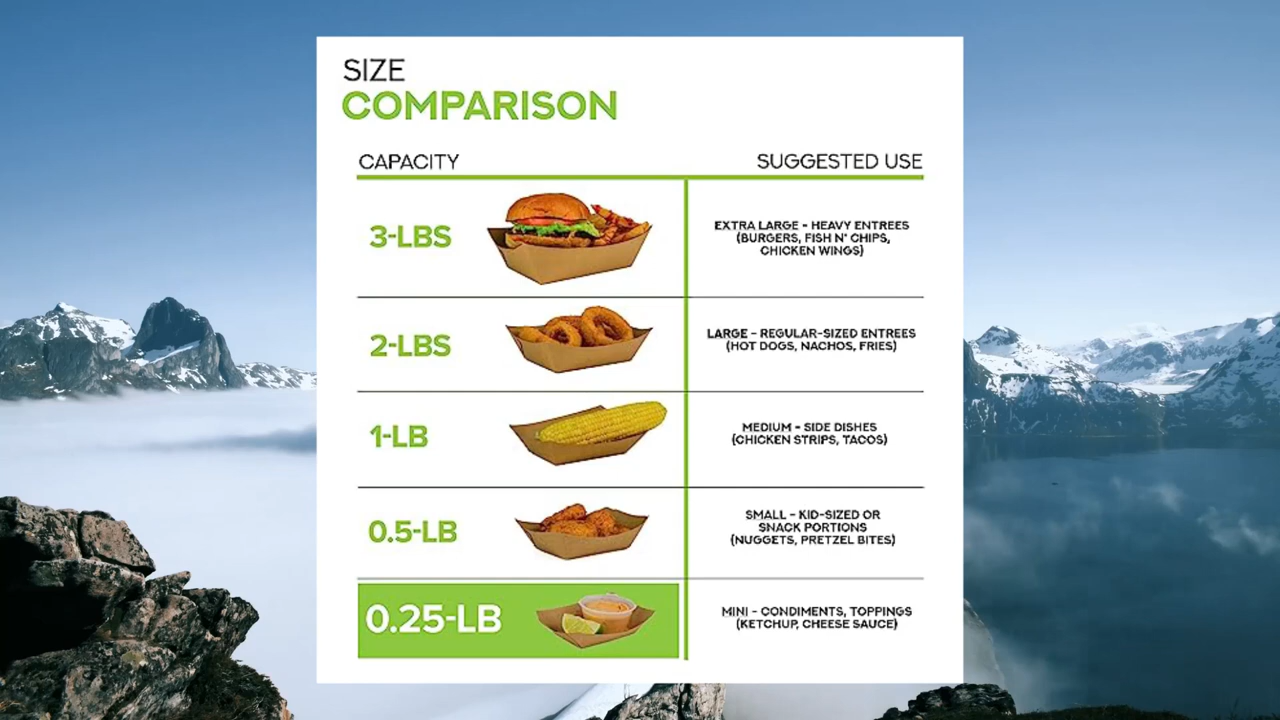 SIZE
COMPARISON
CAPACITY
SUGGESTED USE
3-LBS
EXTRA LARGE - HEAVY ENTREES
(BURGERS, FISH N' CHIPS,
CHICKEN WINGS)
2-LBS
LARGE - REGULAR-SIZED ENTREES
(HOT DOGS, NACHOS, FRIES)
1-LB
MEDIUM - SIDE DISHES
(CHICKEN STRIPS, TACOS)
0.5-LB
SMALL - KID-SIZED OR
SNACK PORTIONS
(NUGGETS, PRETZEL BITES)
0.25-LB
MINI - CONDIMENTS, TOPPINGS
(KETCHUP, CHEESE SAUCE)